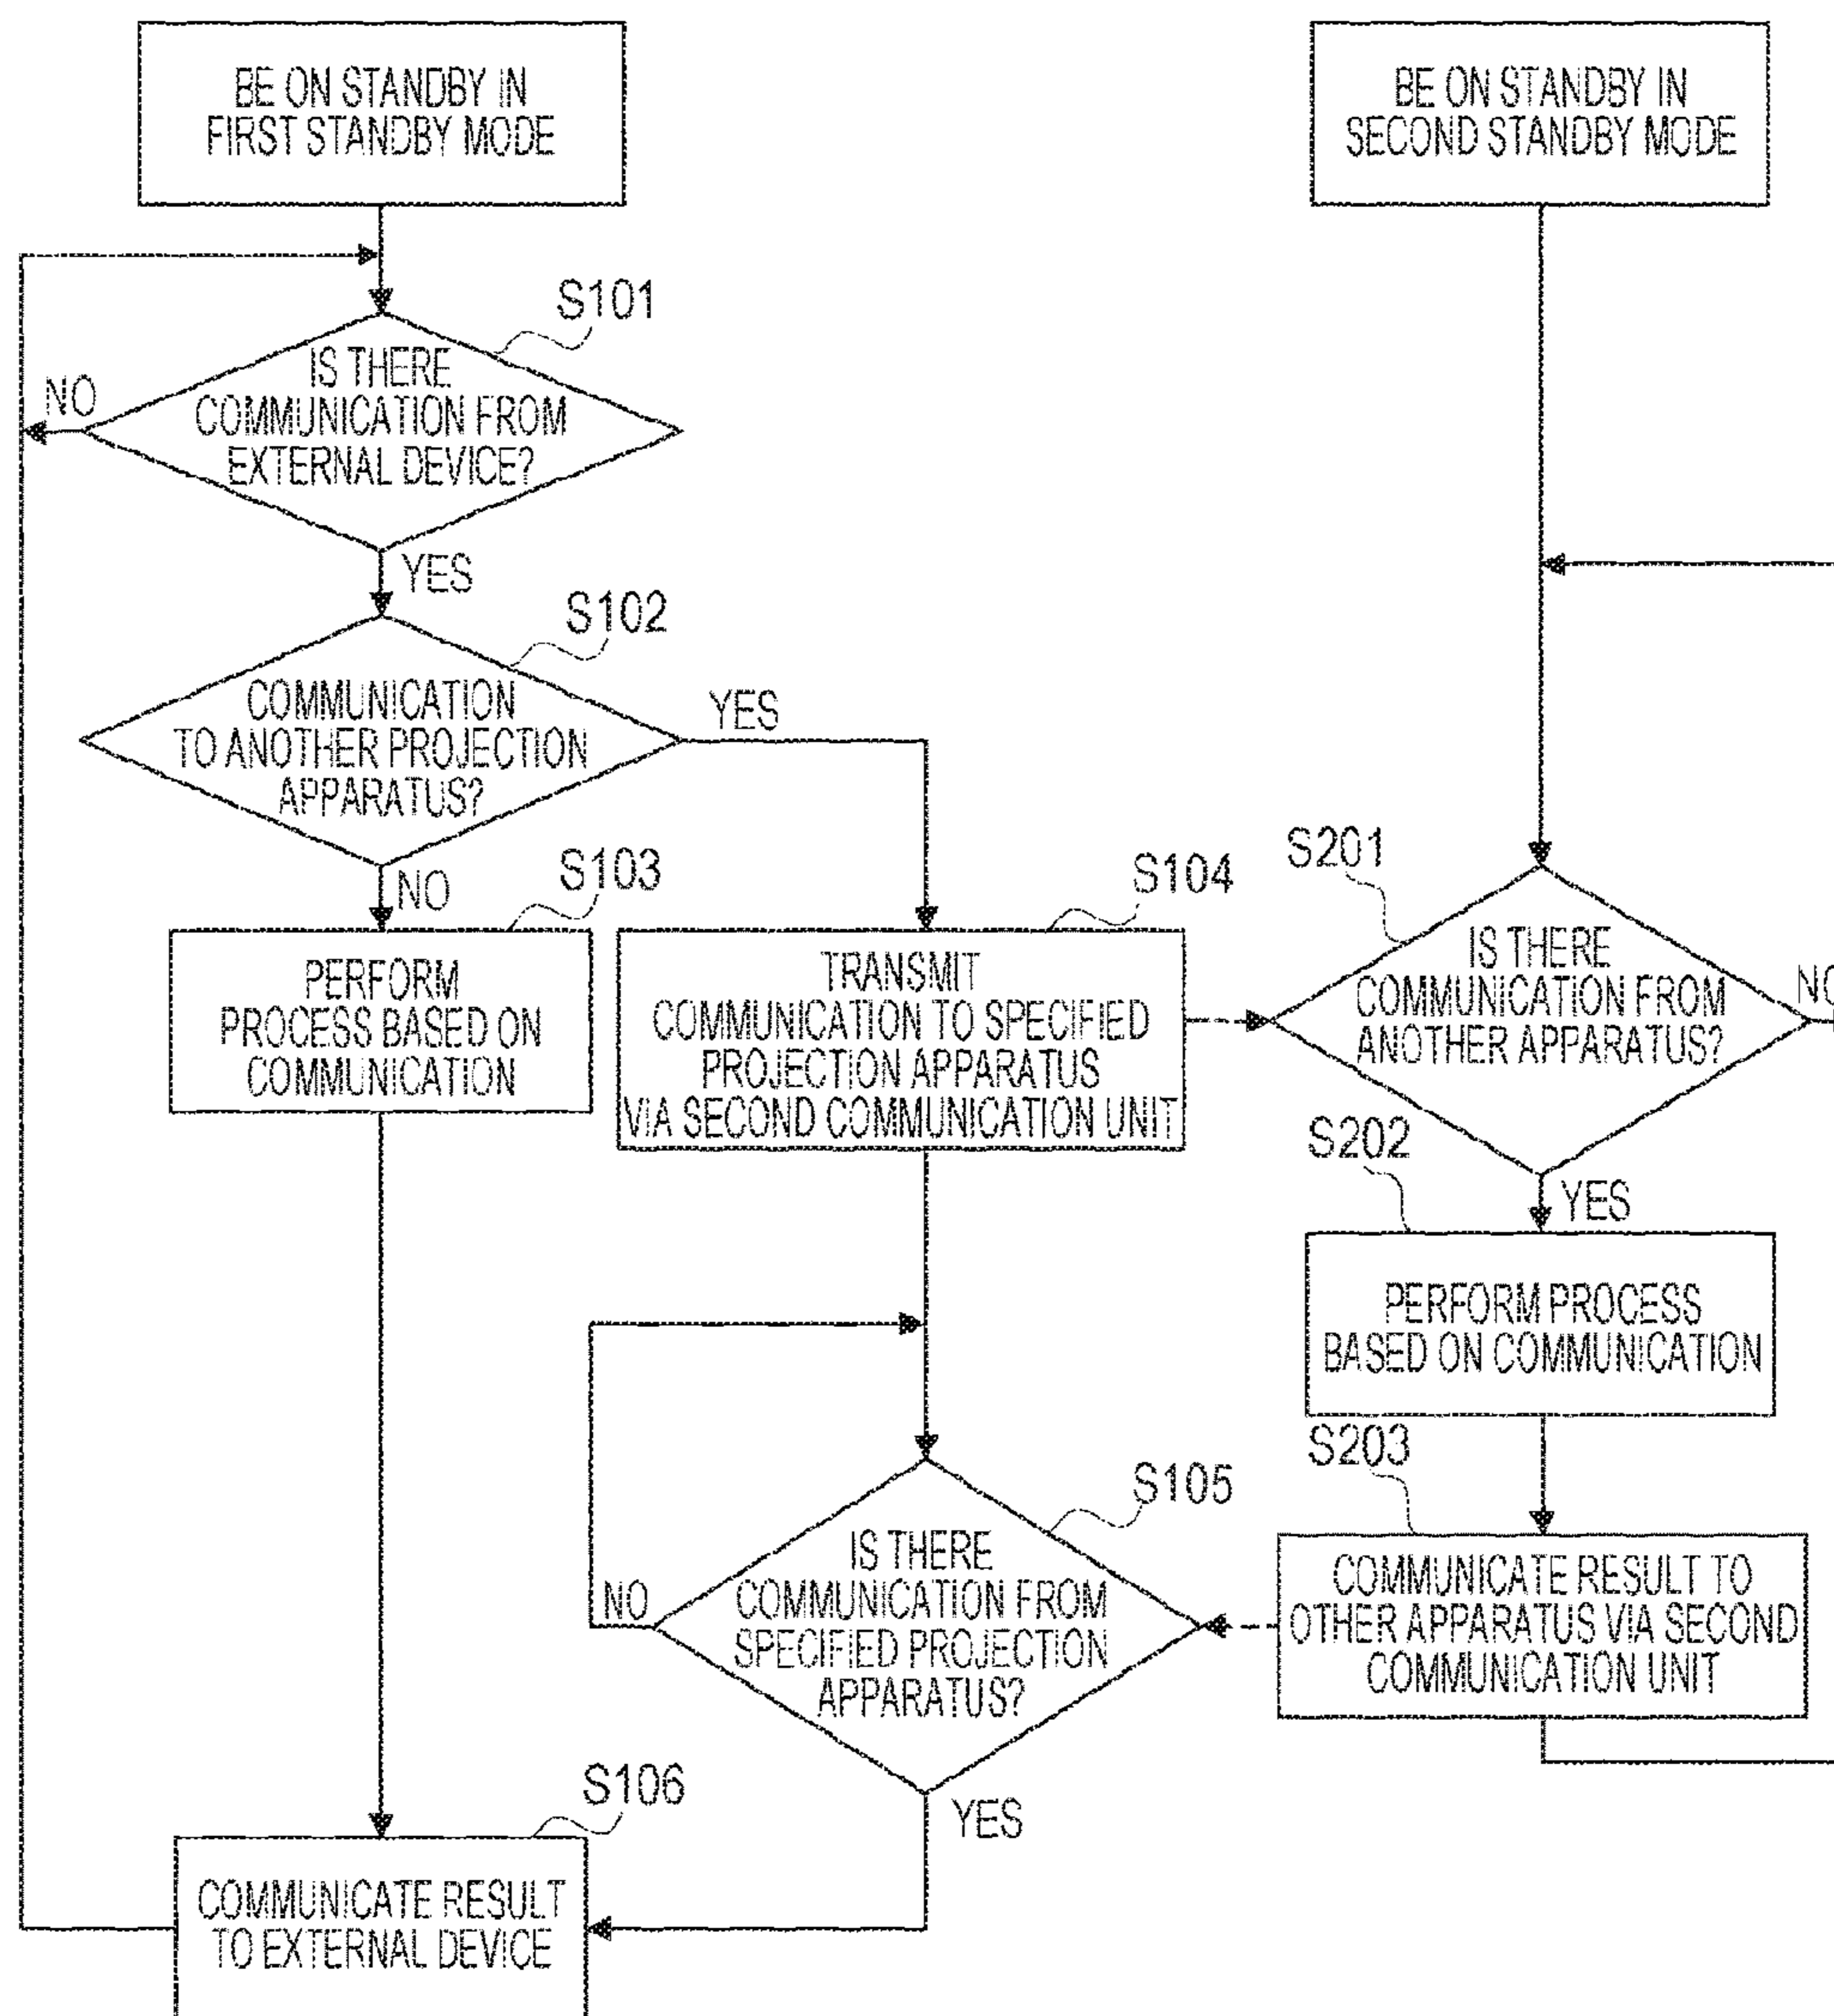 BE ON STANDBY IN
FIRST STANDBY MODE
S101
IS THERE
COMMUNICATION FROM
EXTERNAL DEVICE?
NO
YES
S102
COMMUNICATION
TO ANOTHER PROJECTION
APPARATUS?
YES
NO
S103
PERFORM
PROCESS BASED ON
COMMUNICATION
S104
TRANSMIT
COMMUNICATION TO SPECIFIED
PROJECTION APPARATUS
VIA SECOND COMMUNICATION UNIT
S105
IS THERE
COMMUNICATION FROM
SPECIFIED PROJECTION
APPARATUS?
NO
YES
S106
COMMUNICATE RESULT
TO EXTERNAL DEVICE
BE ON STANDBY IN
SECOND STANDBY MODE
S201
IS THERE
COMMUNICATION FROM
ANOTHER APPARATUS?
NO
YES
S202
PERFORM PROCESS
BASED ON COMMUNICATION
S203
COMMUNICATE RESULT TO
OTHER APPARATUS VIA SECOND
COMMUNICATION UNIT